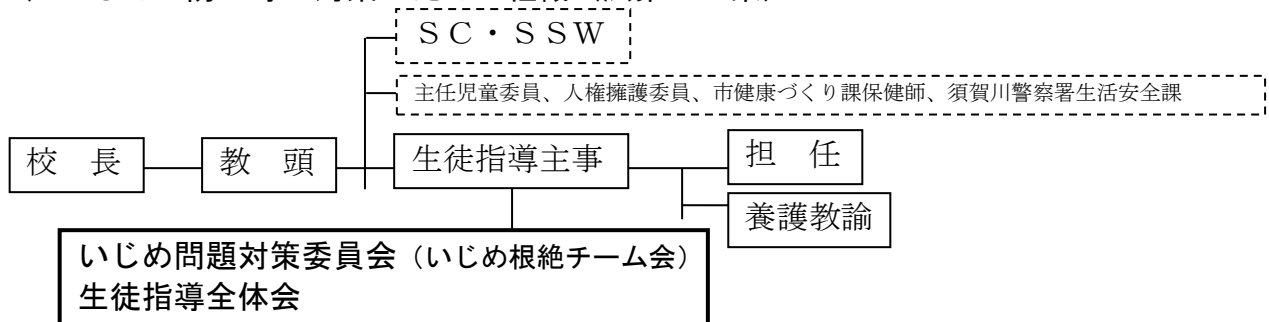 ＳＣ・ＳＳＷ
主任児童委員、人権擁護委員、市健康づくり課保健師、須賀川警察署生活安全課
校　長
教　頭
生徒指導主事
担　任
養護教諭
いじめ問題対策委員会（いじめ根絶チーム会）
生徒指導全体会